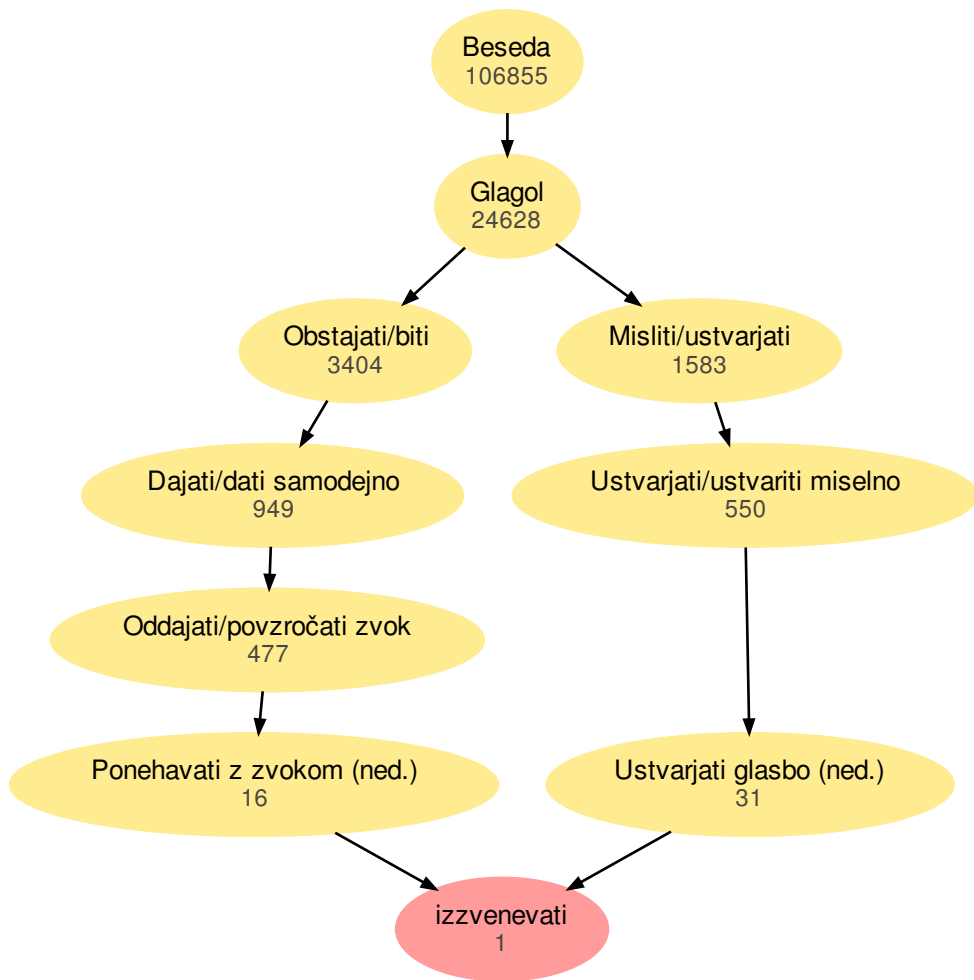 Beseda
106855
Glagol
24628
Obstajati/biti
3404
Misliti/ustvarjati
1583
Dajati/dati samodejno
949
Ustvarjati/ustvariti miselno
550
Oddajati/povzročati zvok
477
Ponehavati z zvokom (ned.)
16
Ustvarjati glasbo (ned.)
31
izzvenevati
1